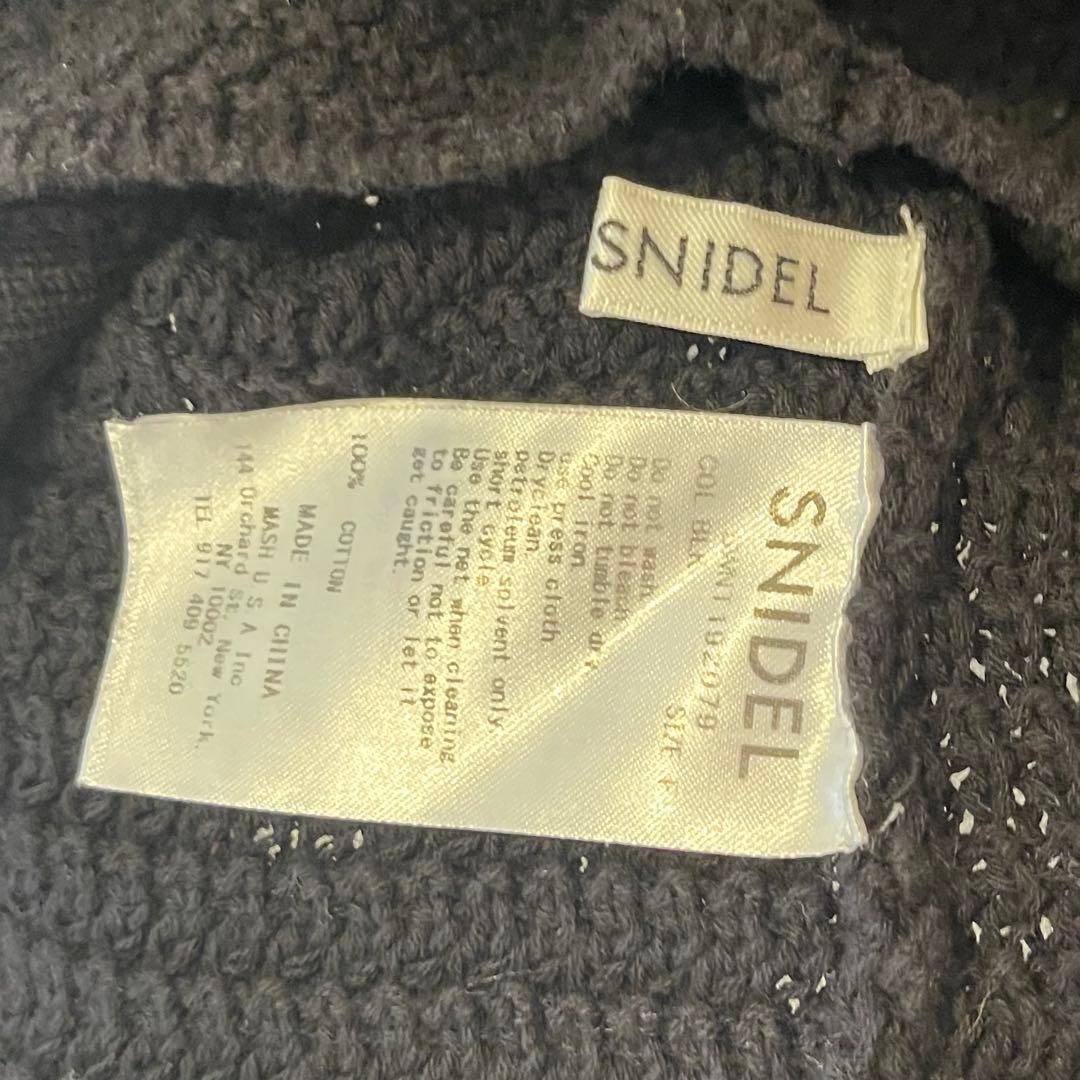 SNIDEL
SNIDEL
SWNT192079
COL BLK SIZE F
Do not wash
Do not bleach
Do not tumble dry
Cool Iron
use press cloth
Dryclean
petroleum solvent only
short cycle
Use the net when cleaning
Be careful not to expose
to friction or let it
get caught.
100% COTTON
MADE IN CHINA
MASH U S A Inc
144 Orchard St. New York.
NY 10002
TEL 917 409 5520